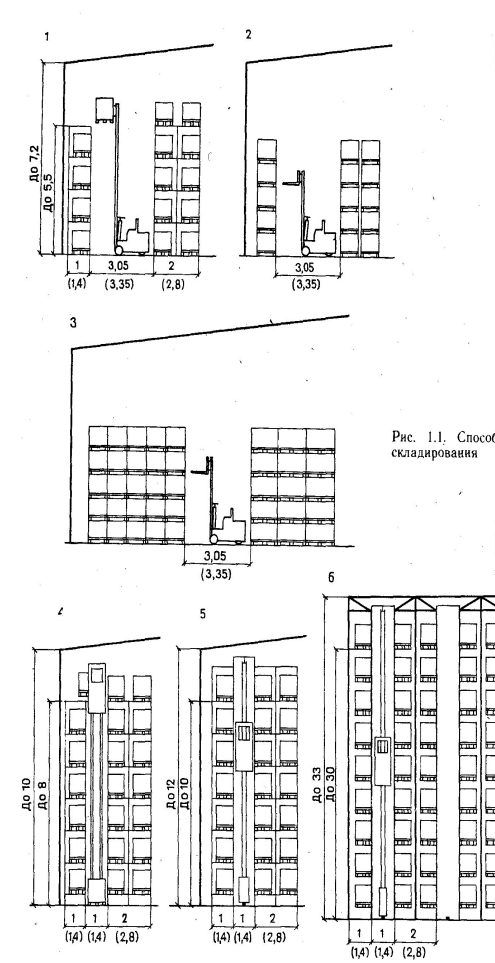 1
2
До 7,2
До 5,5
1 3,05 2
(1,4) (3,35) (2,8)
3,05
(3,35)
3
Рис. 1.1. Способ
складирования
3,05
(3,35)
4
5
6
До 10
До 8
До 12
До 10
До 33
До 30
1 1 2
(1,4) (1,4) (2,8)
1 1 2
(1,4) (1,4) (2,8)
1 1 2
(1,4) (1,4) (2,8)